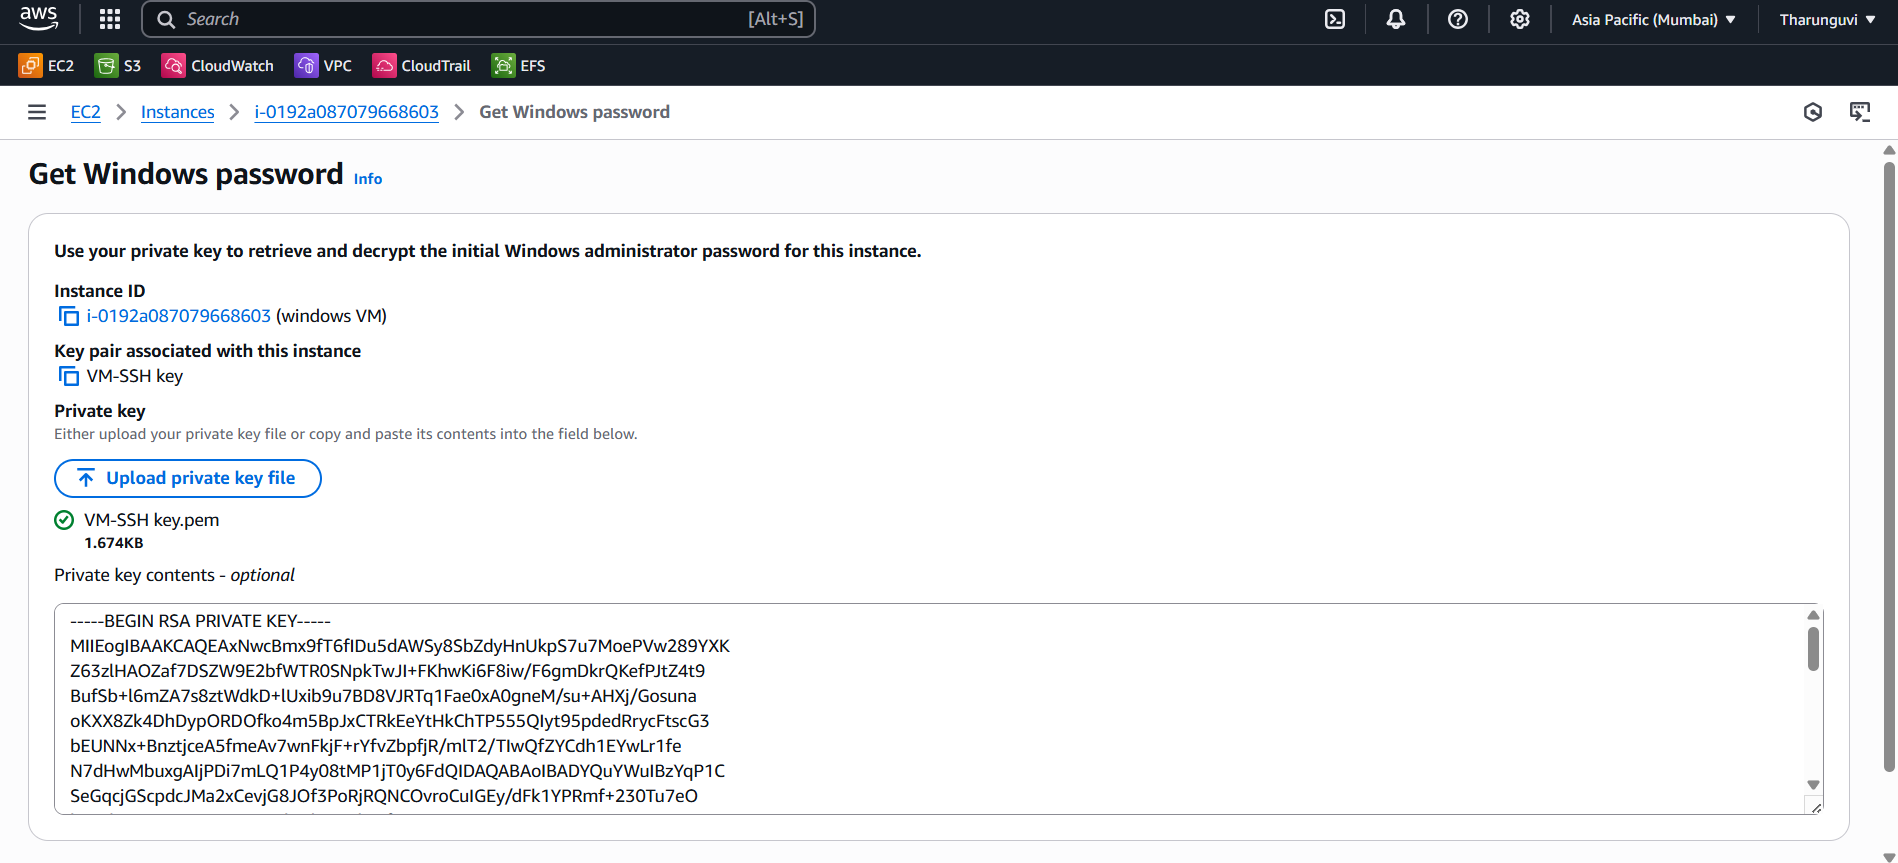 aws
Search [Alt+S]
Asia Pacific (Mumbai) Tharunguvi
EC2 S3 CloudWatch VPC CloudTrail EFS
EC2 Instances i-0192a087079668603 Get Windows password
Get Windows password Info
Use your private key to retrieve and decrypt the initial Windows administrator password for this instance.
Instance ID
i-0192a087079668603 (windows VM)
Key pair associated with this instance
VM-SSH key
Private key
Either upload your private key file or copy and paste its contents into the field below.
Upload private key file
VM-SSH key.pem
1.674KB
Private key contents - optional
-----BEGIN RSA PRIVATE KEY-----
MIIEogIBAAKCAQEAxNwcBmx9fT6fIDu5dAWSy8SbZdyHnUkpS7u7MoePVw289YXK
Z63zlHAOZaf7DSZW9E2bfWTR0SNpkTwJI+FKhwKi6F8iw/F6gmDkrQKefPJtZ4t9
BufSb+l6mZA7s8ztWdkD+lUxib9u7BD8VJRTq1Fae0xA0gneM/su+AHXj/Gosuna
oKXX8Zk4DhDypORDOfko4m5BpJxCTRkEeYtHkChTP555QIyt95pdedRrycFtscG3
bEUNNx+BnztjceA5fmeAv7wnFkjF+rYfvZbpfjR/mlT2/TIwQfZYCdh1EYwLr1fe
N7dHwMbuxgAIjPDi7mLQ1P4y08tMP1jT0y6FdQIDAQABAoIBADYQuYWuIBzYqP1C
SeGqcjGScpdcJMa2xCevjG8JOf3PoRjRQNCOvroCuIGEy/dFk1YPRmf+230Tu7eO